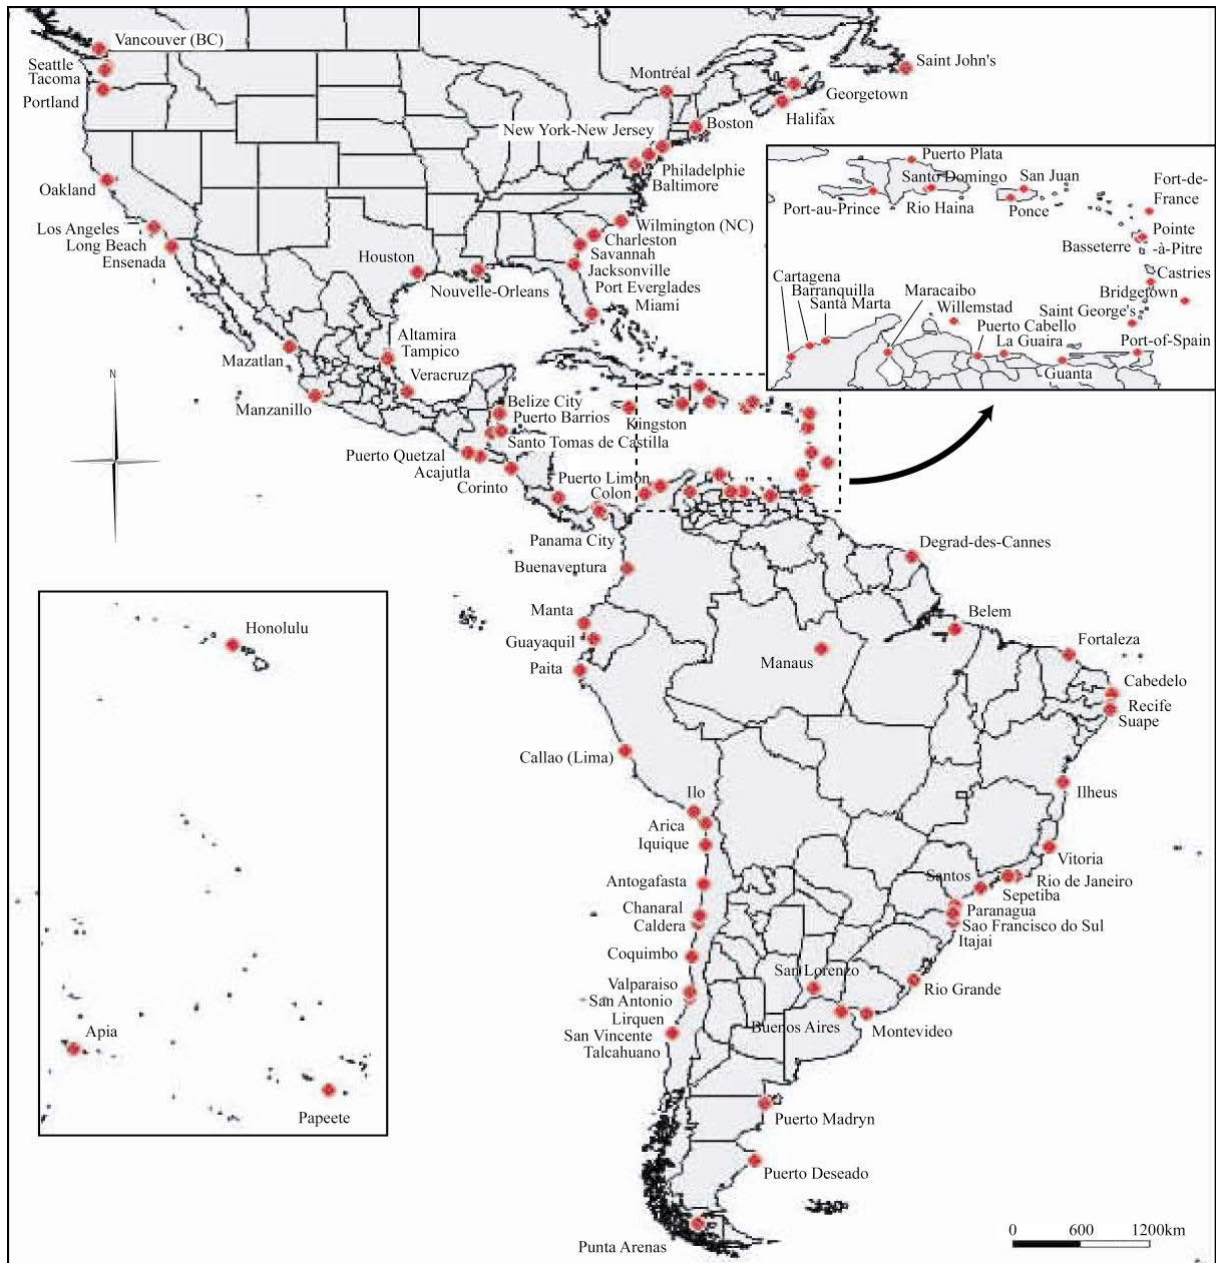 Vancouver (BC)
Seattle
Tacoma
Portland
Oakland
Los Angeles
Long Beach
Ensenada
Montréal
Saint John's
Georgetown
Halifax
Boston
New York-New Jersey
Philadelphie
Baltimore
Wilmington (NC)
Charleston
Savannah
Jacksonville
Port Everglades
Miami
Houston
Nouvelle-Orleans
Mazatlan
Manzanillo
Altamira
Tampico
Veracruz
Belize City
Puerto Barrios
Santo Tomas de Castilla
Kingston
Puerto Quetzal
Acajutla
Corinto
Puerto Limon
Colon
Panama City
Buenaventura
Puerto Plata
Santo Domingo
San Juan
Port-au-Prince
Rio Haina
Ponce
Fort-de-
France
Pointe
-à-Pitre
Basseterre
Castries
Bridgetown
Cartagena
Barranquilla
Santa Marta
Maracaibo
Willemstad
Saint George's
Puerto Cabello
La Guaira
Port-of-Spain
Guanta
N
Degrad-des-Cannes
Manta
Guayaquil
Paita
Manaus
Belem
Fortaleza
Cabedelo
Recife
Suape
Callao (Lima)
Ilheus
Ilo
Arica
Iquique
Vitoria
Antogafasta
Santos
Rio de Janeiro
Sepetiba
Chanaral
Caldera
Paranagua
Sao Francisco do Sul
Itajai
Coquimbo
San Lorenzo
Valparaiso
San Antonio
Lirquen
San Vincente
Talcahuano
Rio Grande
Buenos Aires
Montevideo
Puerto Madryn
Puerto Deseado
Punta Arenas
Honolulu
Apia
Papeete
0 600 1200km